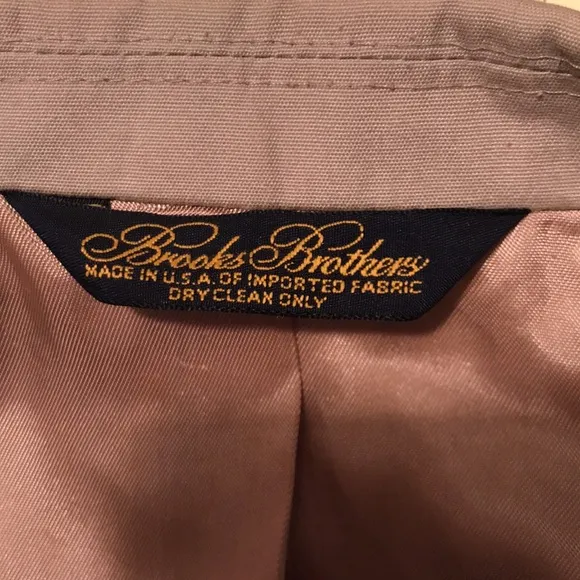 Brooks Brothers
MADE IN U.S.A. OF IMPORTED FABRIC
DRY CLEAN ONLY